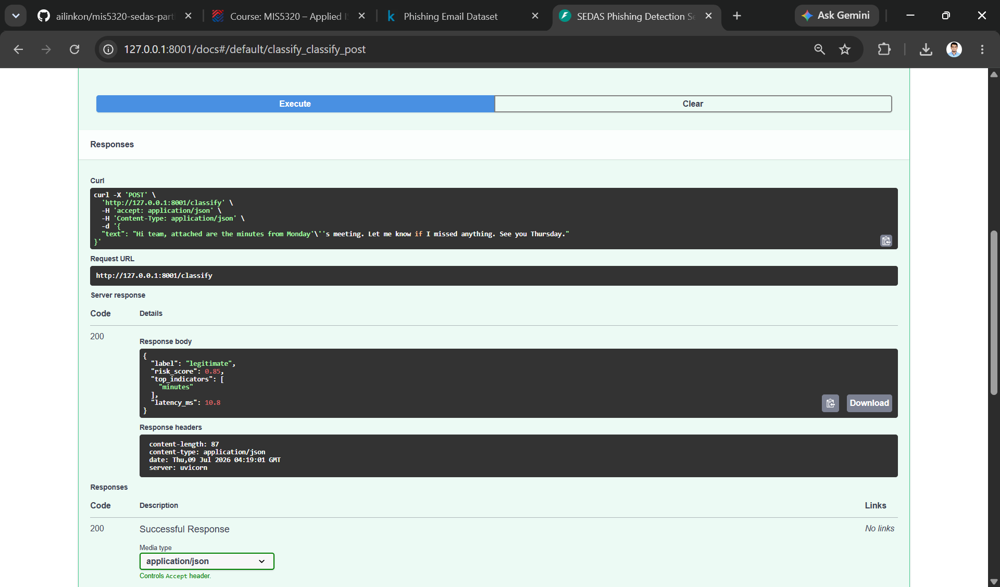 ailinkon/mis5320-sedas-part
Course: MIS5320 – Applied IS
Phishing Email Dataset
SEDAS Phishing Detection Se
Ask Gemini
127.0.0.1:8001/docs#/default/classify_classify_post
Execute
Clear
Responses
Curl
curl -X 'POST' \
'http://127.0.0.1:8001/classify' \
-H 'accept: application/json' \
-H 'Content-Type: application/json' \
-d '{
"text": "Hi team, attached are the minutes from Monday'\''s meeting. Let me know if I missed anything. See you Thursday."
}'
Request URL
http://127.0.0.1:8001/classify
Server response
Code
Details
200
Response body
{
"label": "legitimate",
"risk_score": 0.85,
"top_indicators": [
"minutes"
],
"latency_ms": 10.8
}
Download
Response headers
content-length: 87
content-type: application/json
date: Thu,09 Jul 2026 04:19:01 GMT
server: uvicorn
Responses
Code
Description
Links
200
Successful Response
No links
Media type
application/json
Controls Accept header.